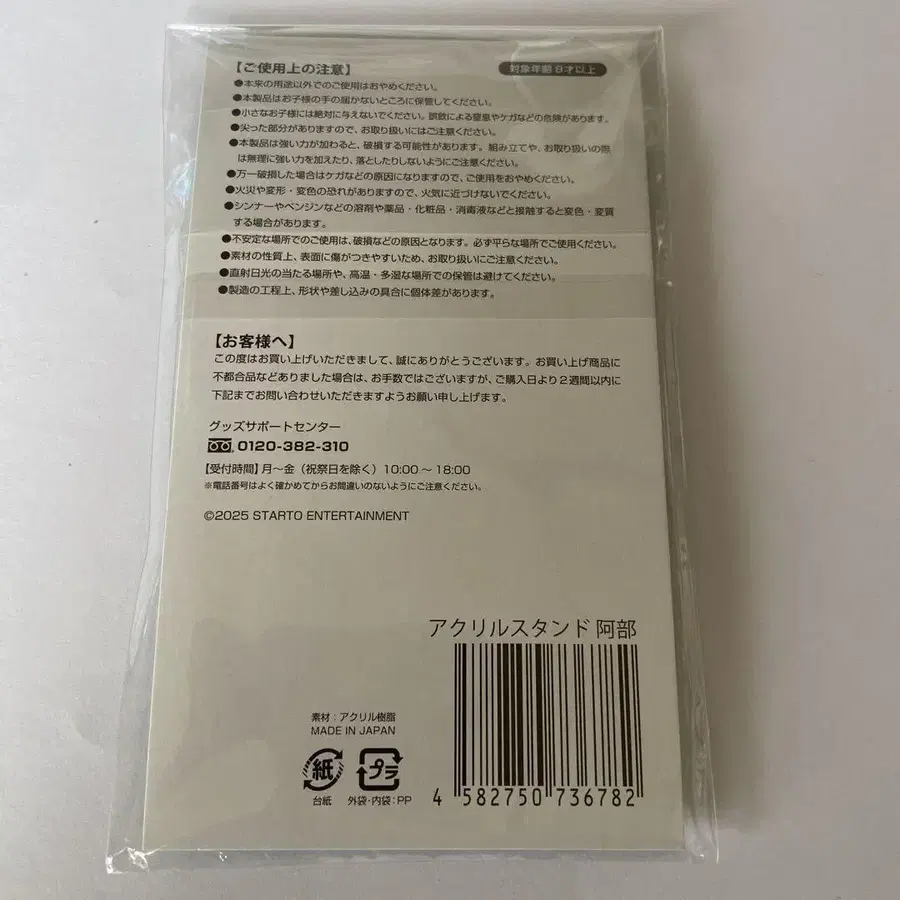 【ご使用上の注意】
対象年齢8才以上
●本来の用途以外でのご使用はおやめください。
●本製品はお子様の手の届かないところに保管してください。
●小さなお子様には絶対に与えないでください。誤飲による窒息やケガなどの危険があります。
●尖った部分がありますので、お取り扱いにはご注意ください。
●本製品は強い力が加わると、破損する可能性があります。組み立てや、お取り扱いの際
は無理に強い力を加えたり、落としたりしないようにご注意ください。
●万一破損した場合はケガなどの原因になりますので、ご使用をおやめください。
●火災や変形・変色の恐れがありますので、火気に近づけないでください。
●シンナーやベンジンなどの溶剤や薬品・化粧品・消毒液などと接触すると変色・変質
する場合があります。
●不安定な場所でのご使用は、破損などの原因となります。必ず平らな場所でご使用ください。
●素材の性質上、表面に傷がつきやすいため、お取り扱いにご注意ください。
●直射日光の当たる場所や、高温・多湿な場所での保管は避けてください。
●製造の工程上、形状や差し込みの具合に個体差があります。
【お客様へ】
この度はお買い上げいただきまして、誠にありがとうございます。お買い上げ商品に
不都合品などありました場合は、お手数ではございますが、ご購入日より2週間以内に
下記までお問い合わせいただきますようお願い申し上げます。
グッズサポートセンター
0120-382-310
【受付時間】月〜金（祝祭日を除く）10:00〜18:00
※電話番号はよく確かめてからお間違いのないようにご注意ください。
©2025 STARTO ENTERTAINMENT
アクリルスタンド 阿部
素材：アクリル樹脂
MADE IN JAPAN
紙
プラ
台紙
外袋・内袋：PP
4 582750 736782